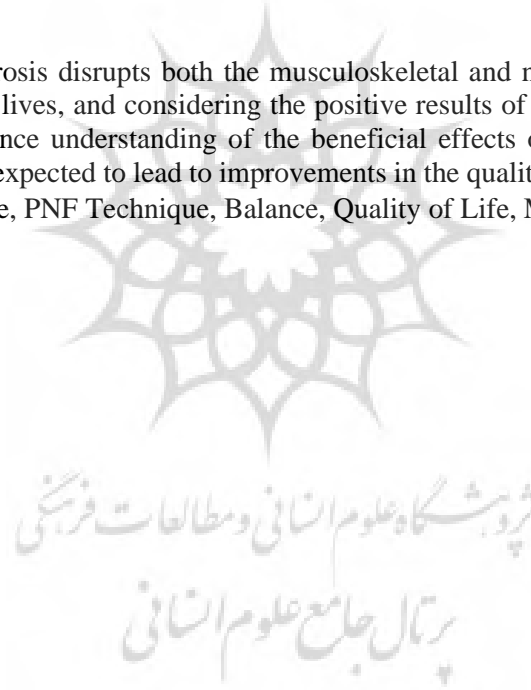 rosis disrupts both the musculoskeletal and n
lives, and considering the positive results of
nce understanding of the beneficial effects o
expected to lead to improvements in the qualit
e, PNF Technique, Balance, Quality of Life, M
پژوهشگاه علوم انسانی و مطالعات فرهنگی
پرتال جامع علوم انسانی